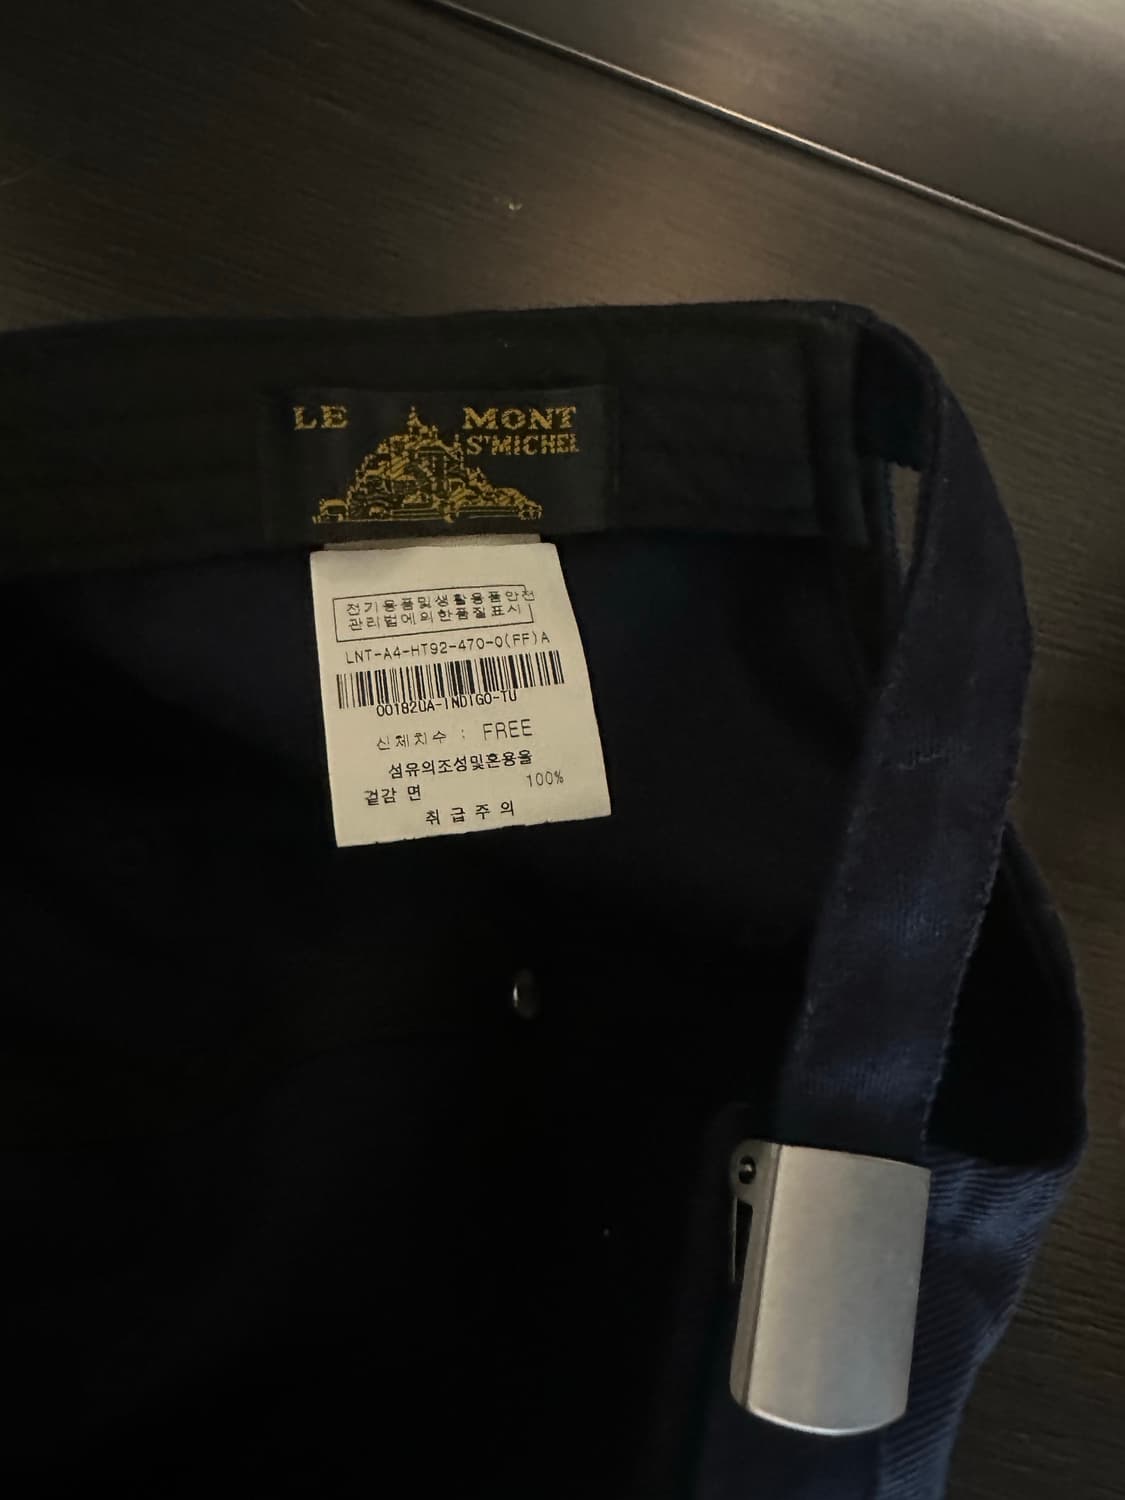 LE MONT
ST MICHEL
전기용품및생활용품안전
관리법에의한품질표시
LNT-A4-HT92-470-0(FF)A
00182UA-INDIGO-TU
신체치수 : FREE
섬유의조성및혼용율
겉감 면 100%
취급주의